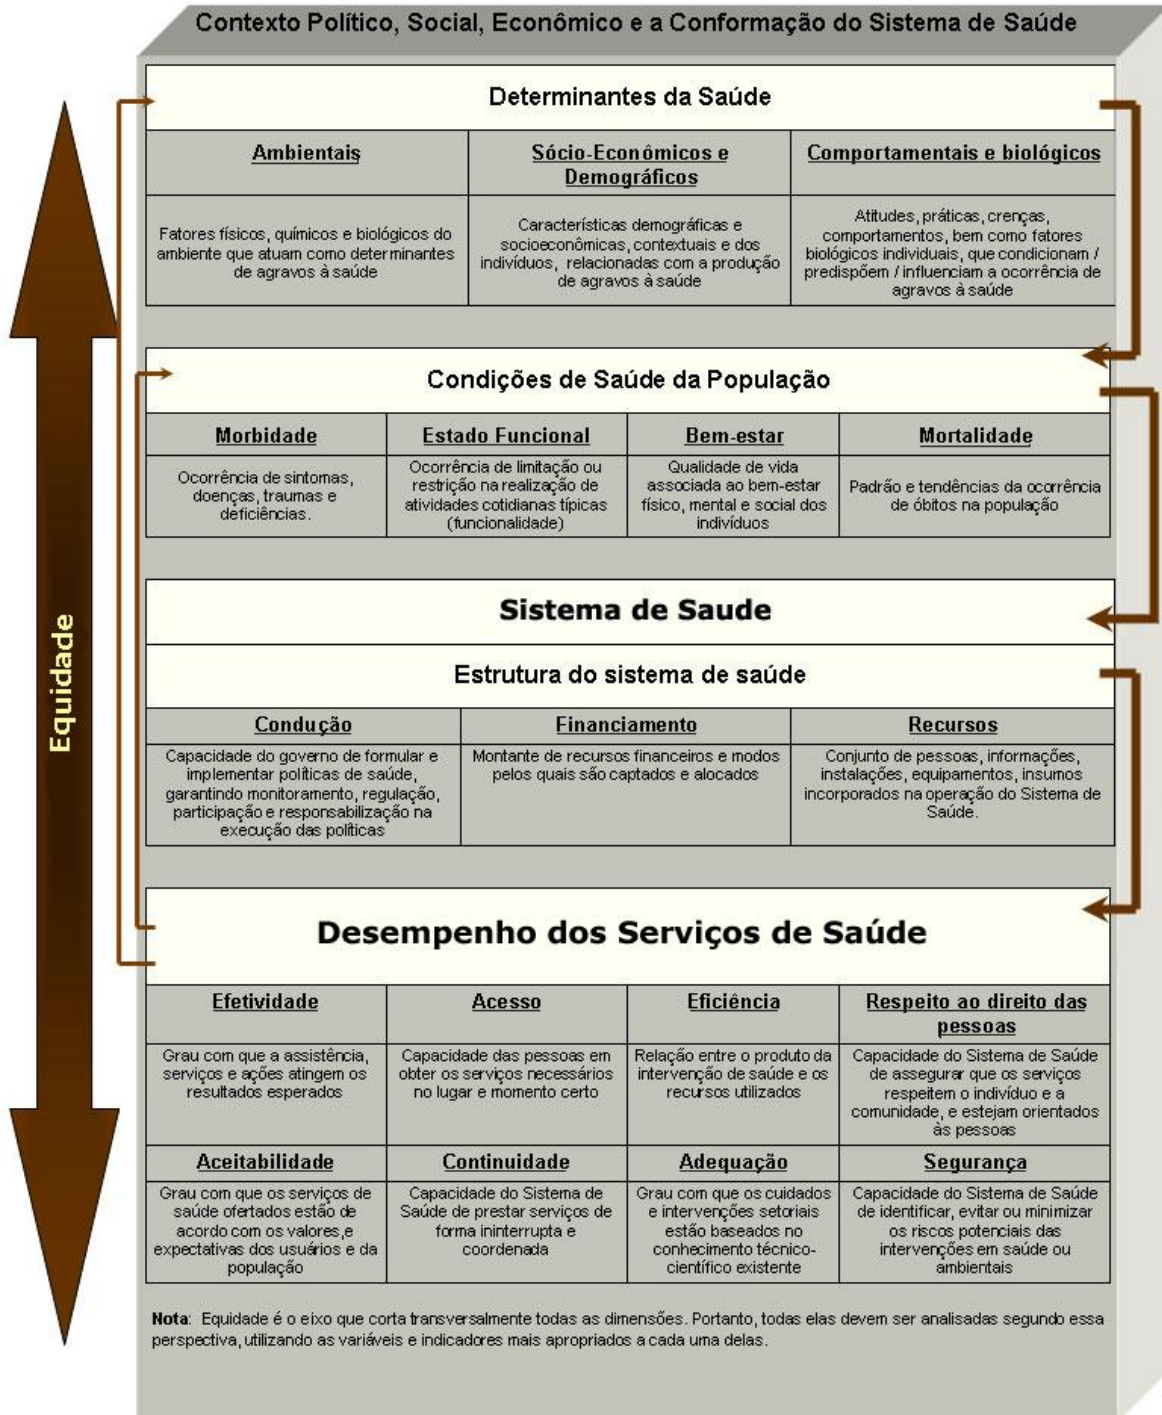 Contexto Político, Social, Econômico e a Conformação do Sistema de Saúde
Equidade
Determinantes da Saúde
Ambientais
Fatores físicos, químicos e biológicos do
ambiente que atuam como determinantes
de agravos à saúde
Sócio-Econômicos e
Demográficos
Características demográficas e
socioeconômicas, contextuais e dos
indivíduos, relacionadas com a produção
de agravos à saúde
Comportamentais e biológicos
Atitudes, práticas, crenças,
comportamentos, bem como fatores
biológicos individuais, que condicionam /
predispõem / influenciam a ocorrência de
agravos à saúde
Condições de Saúde da População
Morbidade
Ocorrência de sintomas,
doenças, traumas e
deficiências.
Estado Funcional
Ocorrência de limitação ou
restrição na realização de
atividades cotidianas típicas
(funcionalidade)
Bem-estar
Qualidade de vida
associada ao bem-estar
físico, mental e social dos
indivíduos
Mortalidade
Padrão e tendências da ocorrência
de óbitos na população
Sistema de Saude
Estrutura do sistema de saúde
Condução
Capacidade do governo de formular e
implementar políticas de saúde,
garantindo monitoramento, regulação,
participação e responsabilização na
execução das políticas
Financiamento
Montante de recursos financeiros e modos
pelos quais são captados e alocados
Recursos
Conjunto de pessoas, informações,
instalações, equipamentos, insumos
incorporados na operação do Sistema de
Saúde.
Desempenho dos Serviços de Saúde
Efetividade
Grau com que a assistência,
serviços e ações atingem os
resultados esperados
Acesso
Capacidade das pessoas em
obter os serviços necessários
no lugar e momento certo
Eficiência
Relação entre o produto da
intervenção de saúde e os
recursos utilizados
Respeito ao direito das
pessoas
Capacidade do Sistema de Saúde
de assegurar que os serviços
respeitem o indivíduo e a
comunidade, e estejam orientados
às pessoas
Aceitabilidade
Grau com que os serviços de
saúde ofertados estão de
acordo com os valores,e
expectativas dos usuários e da
população
Continuidade
Capacidade do Sistema de
Saúde de prestar serviços de
forma ininterrupta e
coordenada
Adequação
Grau com que os cuidados
e intervenções setoriais
estão baseados no
conhecimento técnico-
científico existente
Segurança
Capacidade do Sistema de Saúde
de identificar, evitar ou minimizar
os riscos potenciais das
intervenções em saúde ou
ambientais
Nota: Equidade é o eixo que corta transversalmente todas as dimensões. Portanto, todas elas devem ser analisadas segundo essa
perspectiva, utilizando as variáveis e indicadores mais apropriados a cada uma delas.